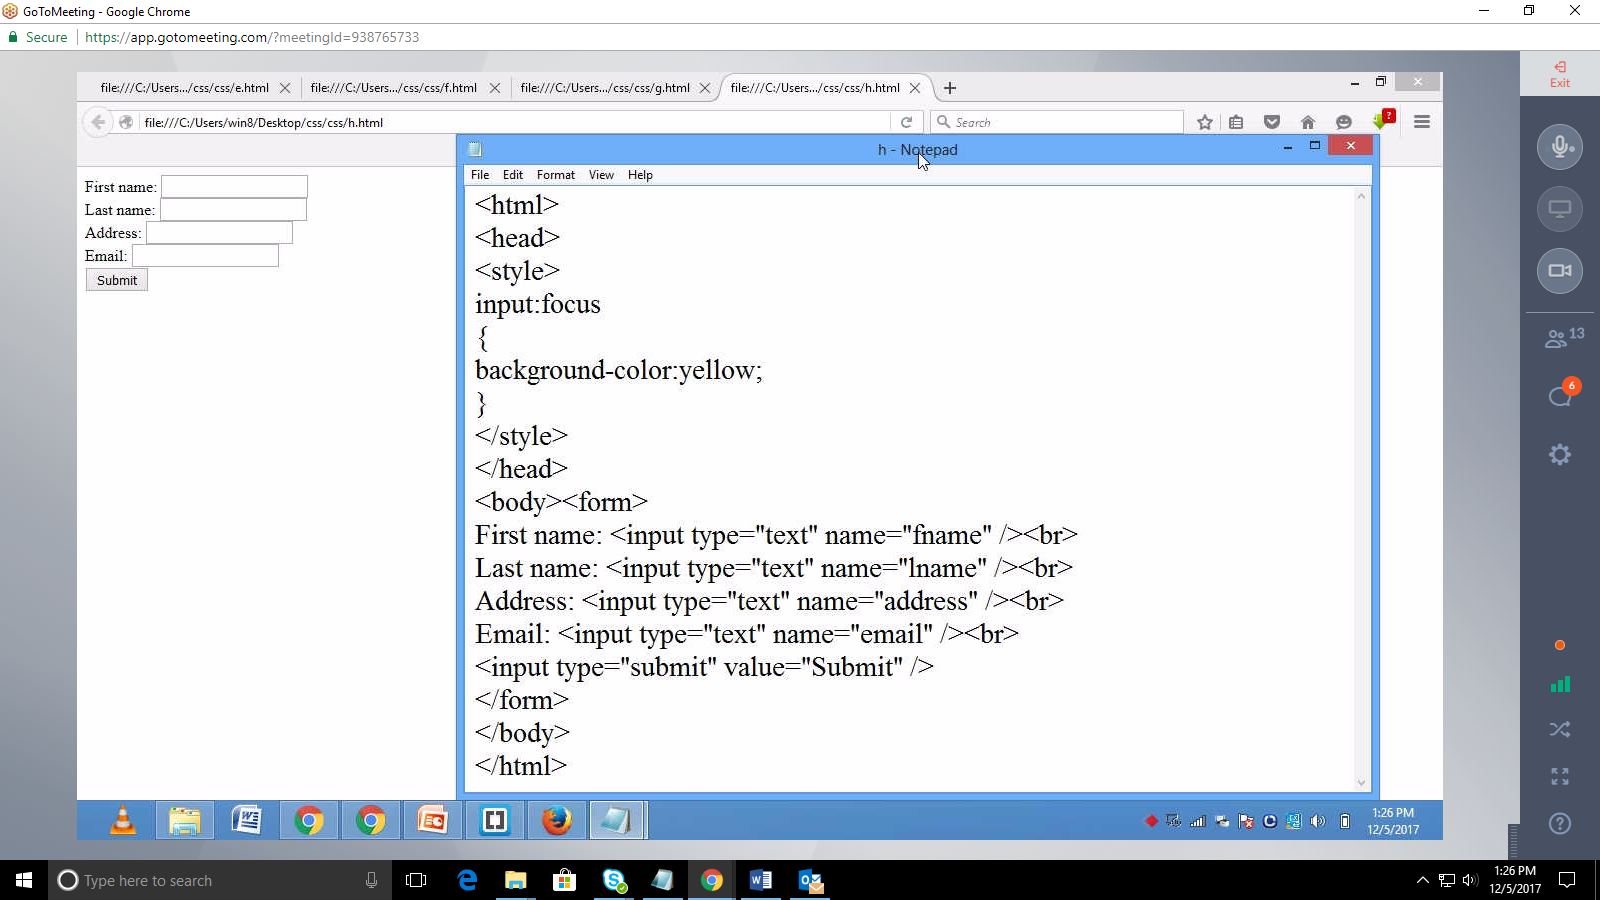 GoToMeeting - Google Chrome
Secure https://app.gotomeeting.com/?meetingId=938765733
Exit
file:///C:/Users.../css/css/e.html file:///C:/Users.../css/css/f.html file:///C:/Users.../css/css/g.html file:///C:/Users.../css/css/h.html
file:///C:/Users/win8/Desktop/css/css/h.html Search
h - Notepad
File Edit Format View Help
First name:
Last name:
Address:
Email:
Submit
<html>
<head>
<style>
input:focus
{
background-color:yellow;
}
</style>
</head>
<body><form>
First name: <input type="text" name="fname" /><br>
Last name: <input type="text" name="lname" /><br>
Address: <input type="text" name="address" /><br>
Email: <input type="text" name="email" /><br>
<input type="submit" value="Submit" />
</form>
</body>
</html>
13
6
1:26 PM
12/5/2017
Type here to search
1:26 PM
12/5/2017